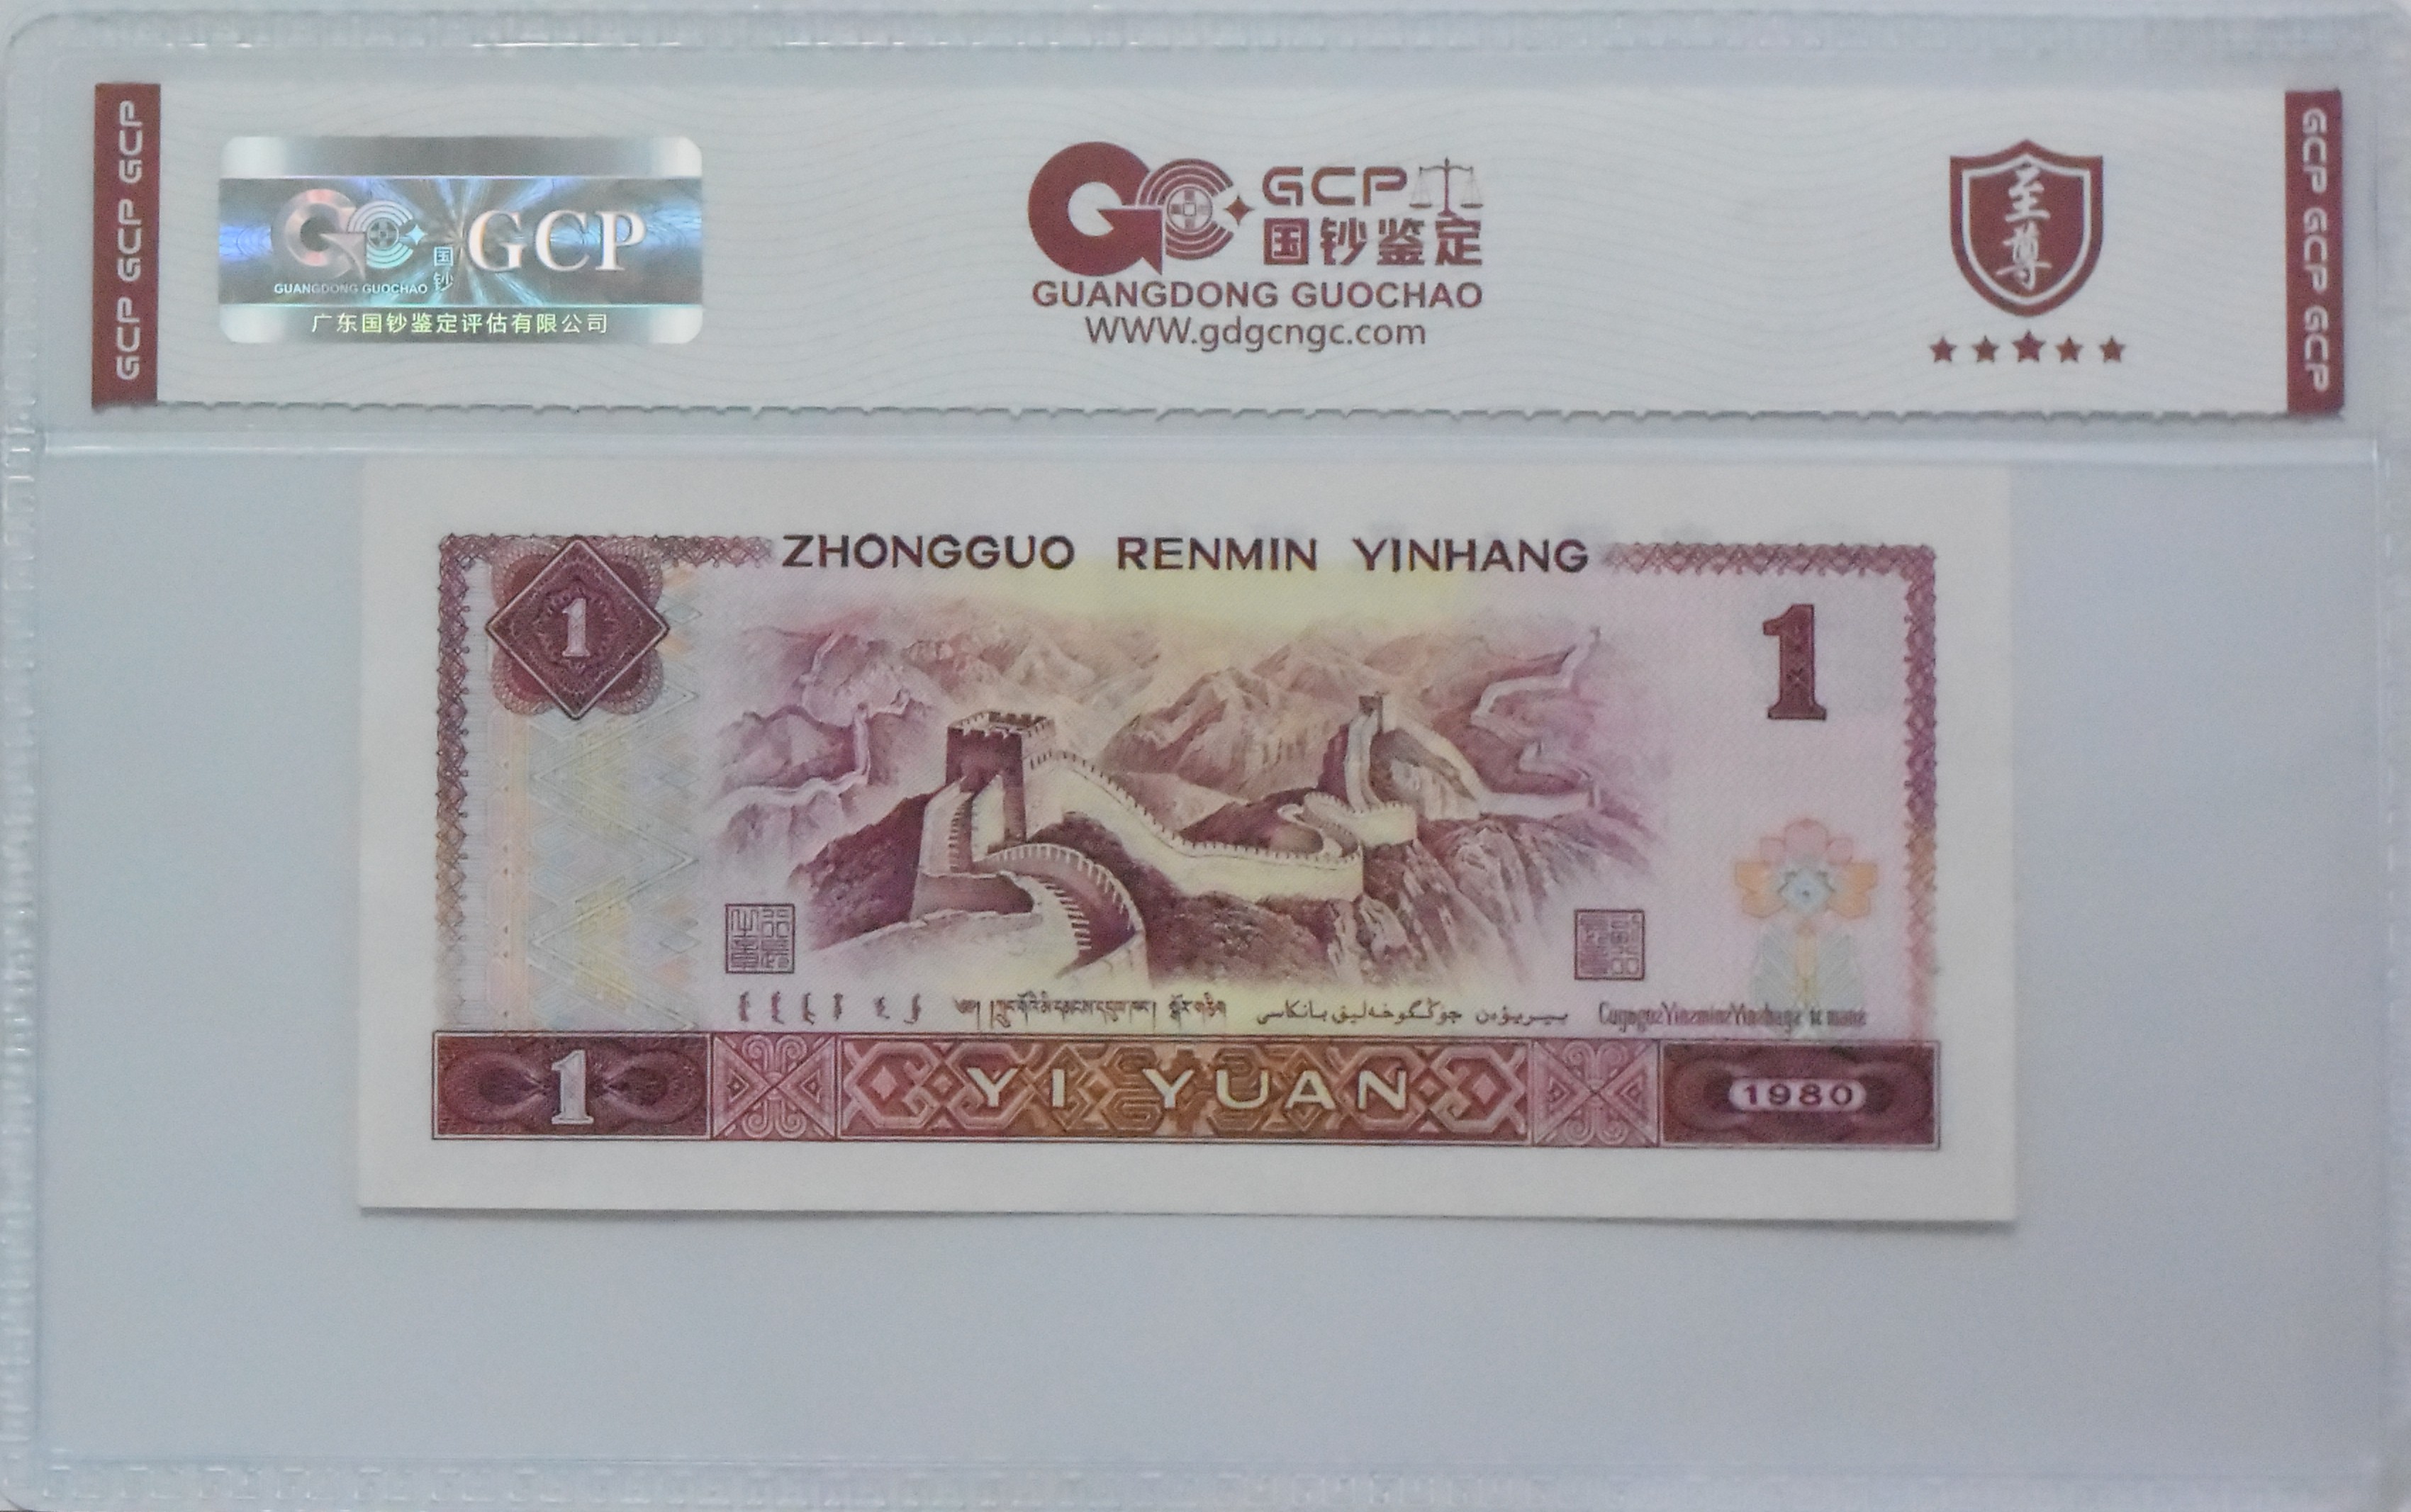 GCP GCP GCP
GCP
国钞
GUANGDONG GUOCHAO
广东国钞鉴定评估有限公司
GCP
国钞鉴定
GUANGDONG GUOCHAO
WWW.gdgcngc.com
至尊
GCP GCP GCP
ZHONGGUO RENMIN YINHANG
1
1
1
YI YUAN
1980